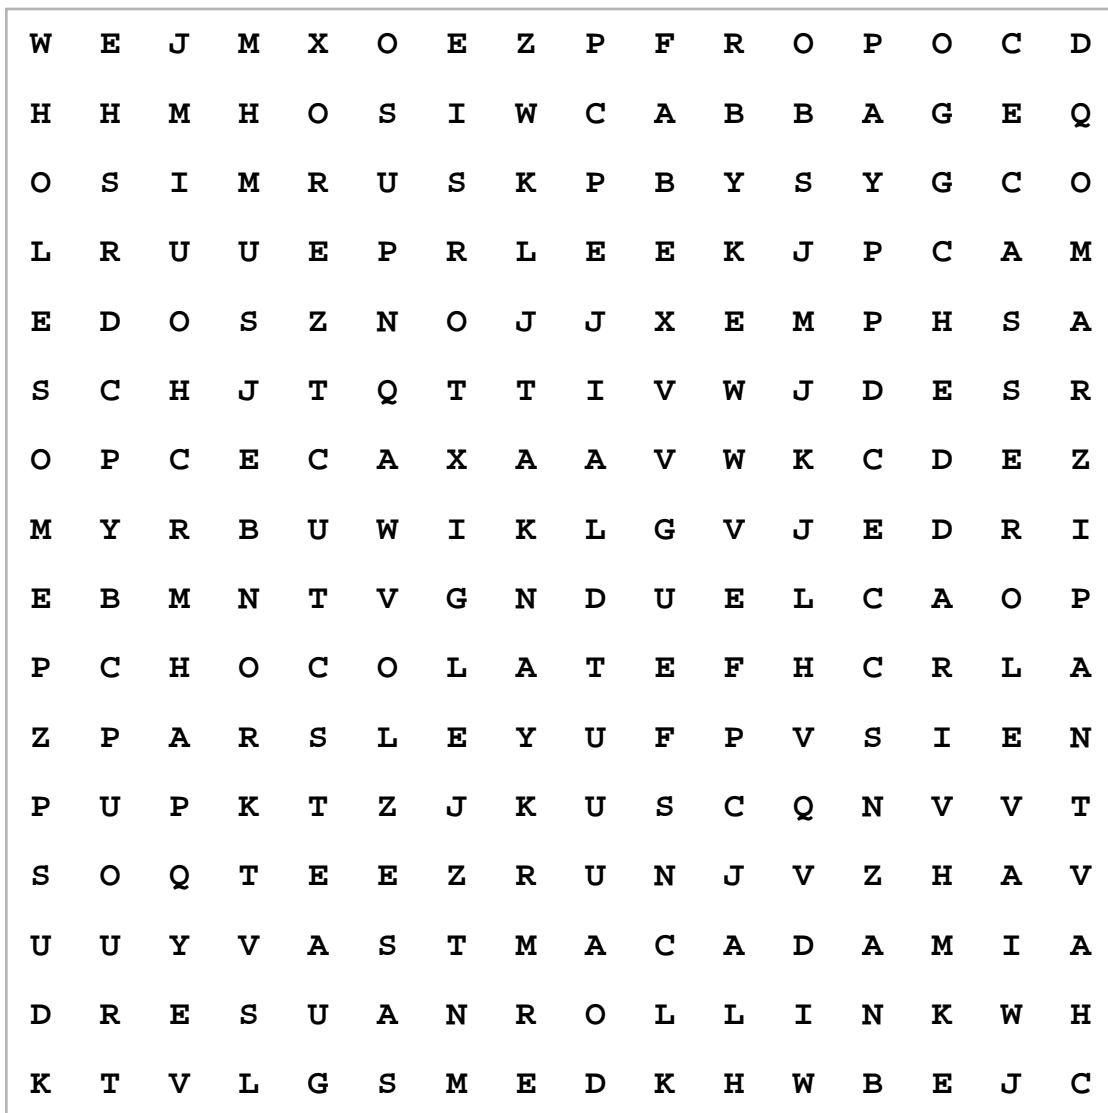 W E J M X O E Z P F R O P O C D
H H M H O S I W C A B B A G E Q
O S I M R U S K P B Y S Y G C O
L R U U E P R L E E K J P C A M
E D O S Z N O J J X E M P H S A
S C H J T Q T T I V W J D E S R
O P C E C A X A A V W K C D E Z
M Y R B U W I K L G V J E D R I
E B M N T V G N D U E L C A O P
P C H O C O L A T E F H C R L A
Z P A R S L E Y U F P V S I E N
P U P K T Z J K U S C Q N V V T
S O Q T E E Z R U N J V Z H A V
U U Y V A S T M A C A D A M I A
D R E S U A N R O L L I N K W H
K T V L G S M E D K H W B E J C